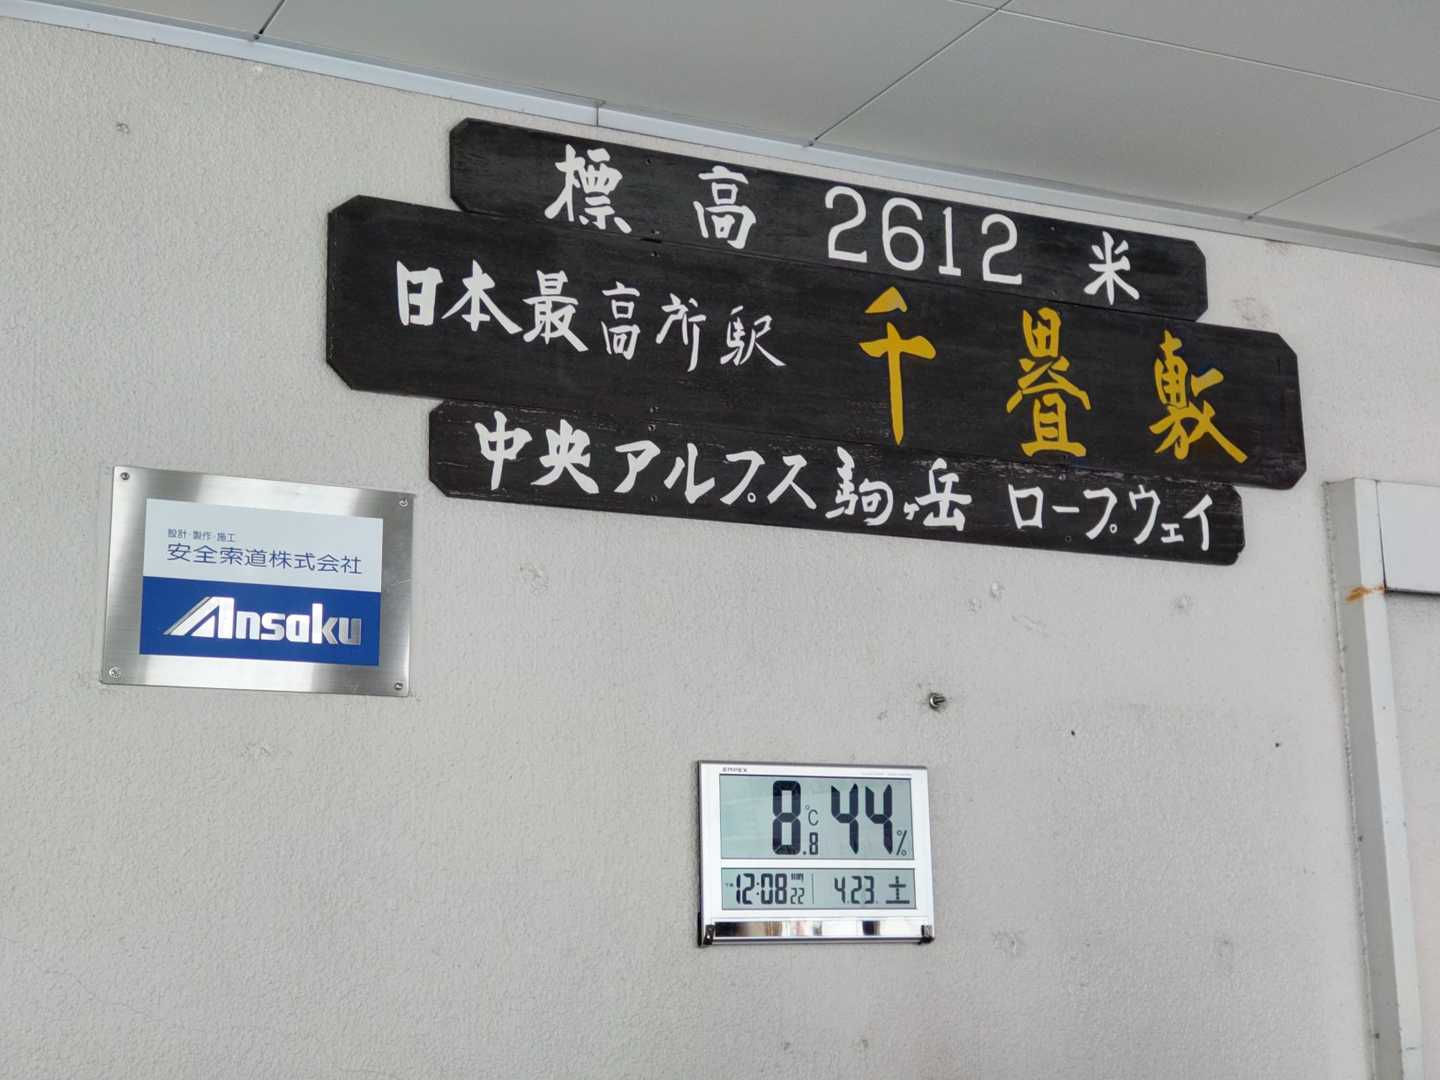 標高 2612 米
日本最高所駅 千畳敷
中央アルプス駒ヶ岳 ロープウェイ
設計・製作・施工
安全索道株式会社
Ansaku
EMPEX
8.8 ℃ 44 %
12:08 22 4.23. 土